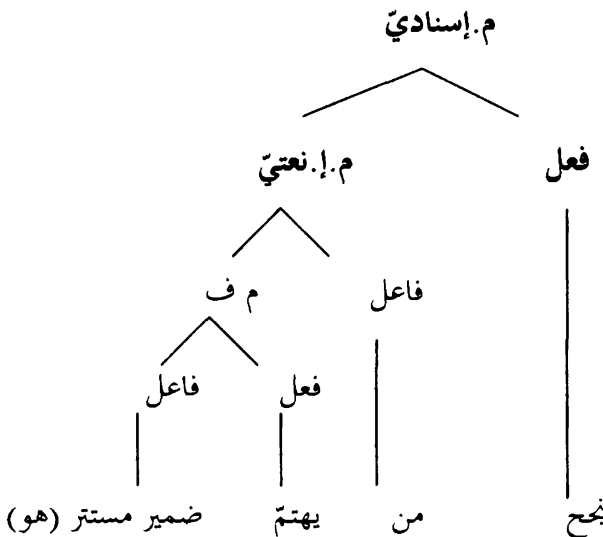 م.إسناديّ
فعل م.إ.نعتيّ
فاعل م ف
فعل فاعل
نجح من يهتمّ ضمير مستتر (هو)